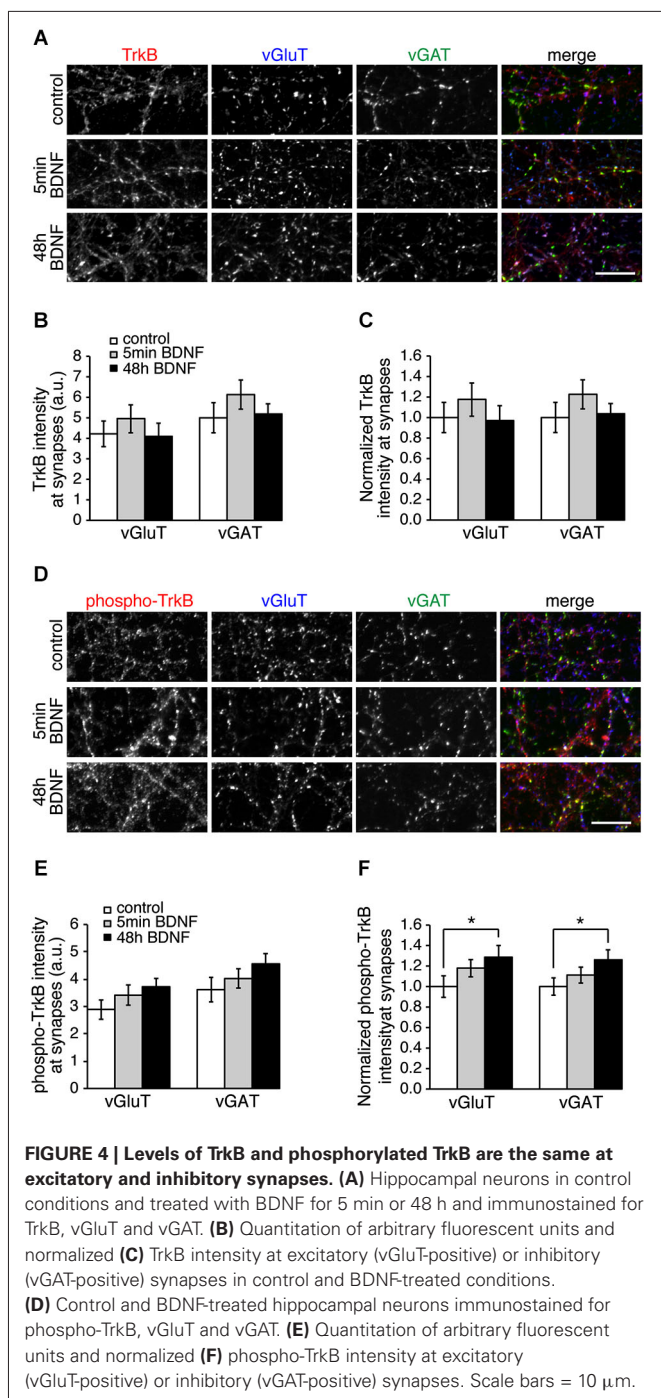 A
TrkB vGluT vGAT merge
control
5min BDNF
48h BDNF
B
control
5min BDNF
48h BDNF
TrkB intensity at synapses (a.u.)
8
7
6
5
4
3
2
1
0
vGluT vGAT
C
Normalized TrkB intensity at synapses
1.6
1.4
1.2
1.0
0.8
0.6
0.4
0.2
0.0
vGluT vGAT
D
phospho-TrkB vGluT vGAT merge
control
5min BDNF
48h BDNF
E
control
5min BDNF
48h BDNF
phospho-TrkB intensity at synapses (a.u.)
6
5
4
3
2
1
0
vGluT vGAT
F
Normalized phospho-TrkB intensityat synapses
1.6
1.4
1.2
1.0
0.8
0.6
0.4
0.2
0.0
* *
vGluT vGAT
FIGURE 4 | Levels of TrkB and phosphorylated TrkB are the same at
excitatory and inhibitory synapses. (A) Hippocampal neurons in control
conditions and treated with BDNF for 5 min or 48 h and immunostained for
TrkB, vGluT and vGAT. (B) Quantitation of arbitrary fluorescent units and
normalized (C) TrkB intensity at excitatory (vGluT-positive) or inhibitory
(vGAT-positive) synapses in control and BDNF-treated conditions.
(D) Control and BDNF-treated hippocampal neurons immunostained for
phospho-TrkB, vGluT and vGAT. (E) Quantitation of arbitrary fluorescent
units and normalized (F) phospho-TrkB intensity at excitatory
(vGluT-positive) or inhibitory (vGAT-positive) synapses. Scale bars = 10 μm.